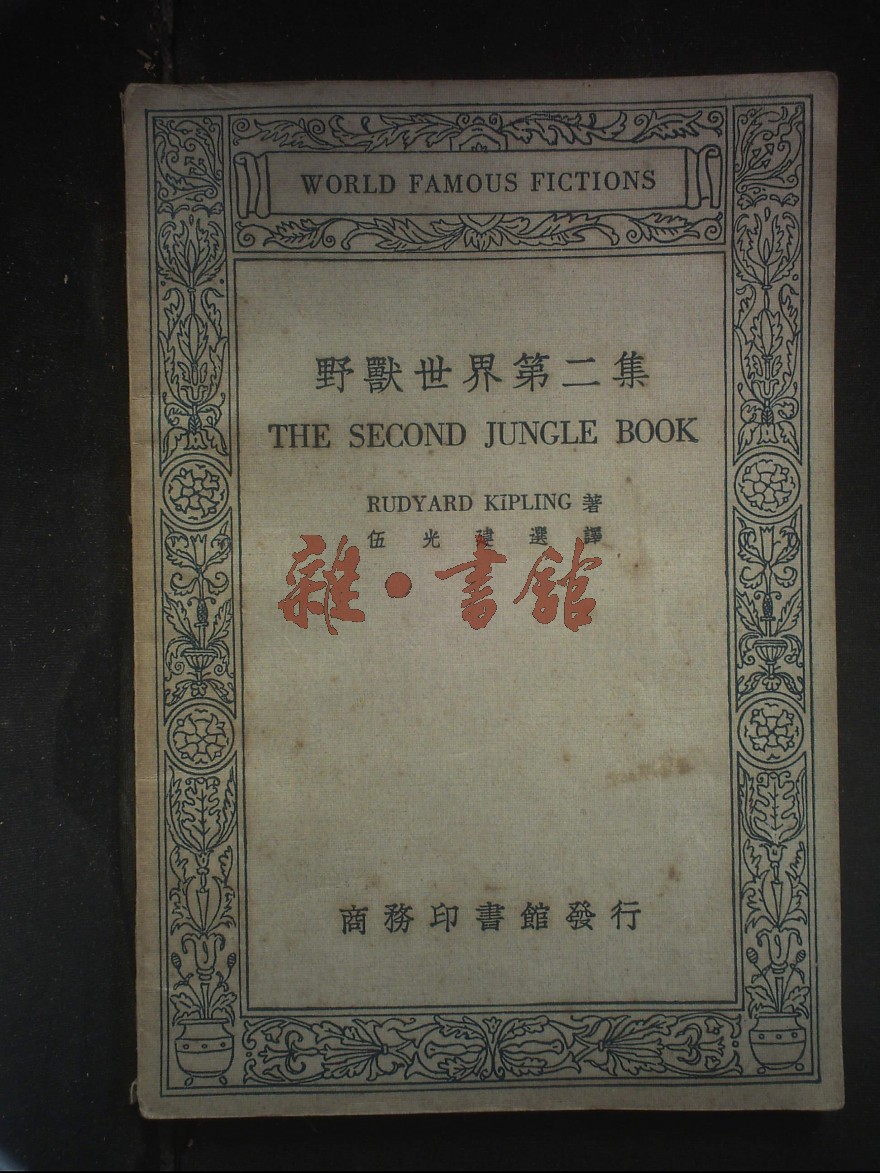 WORLD FAMOUS FICTIONS
野獸世界第二集
THE SECOND JUNGLE BOOK
RUDYARD KiPLING 著
伍光建選譯
雜·書館
商務印書館發行